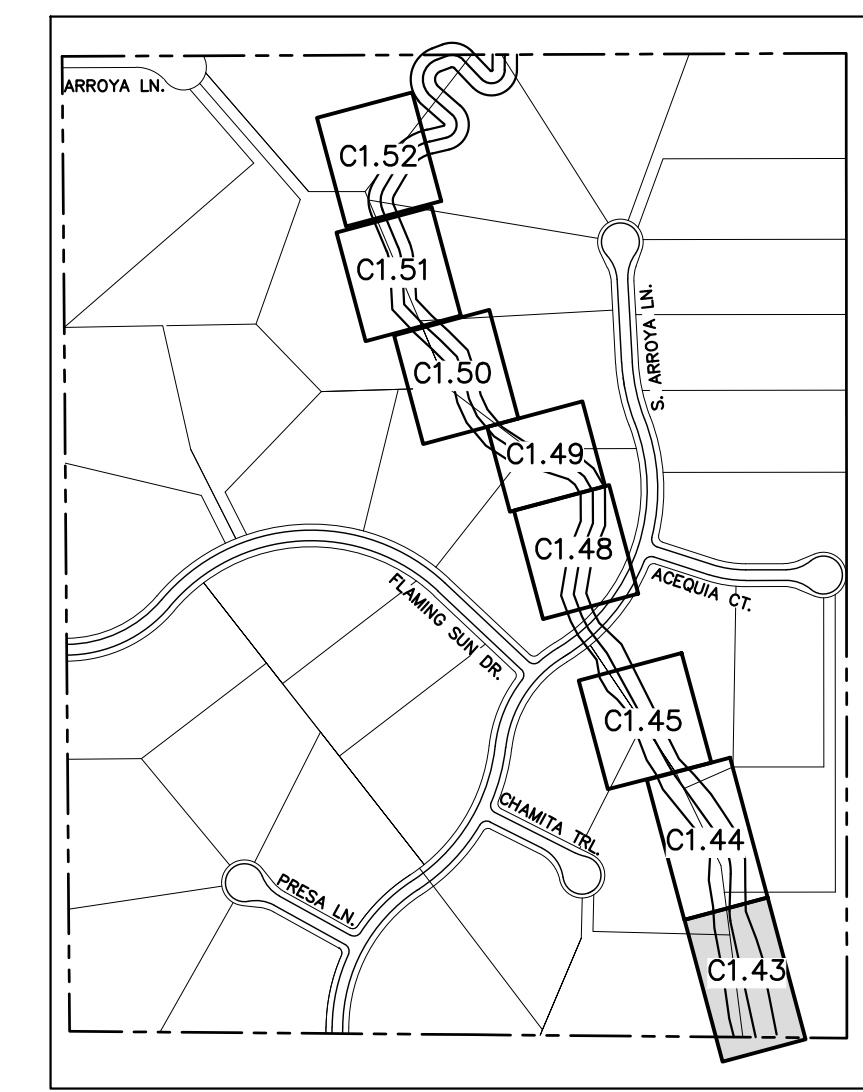 ARROYA LN.
C1.52
C1.51
S. ARROYA LN.
C1.50
C1.49
C1.48
ACEQUIA CT.
FLAMING SUN DR.
C1.45
CHAMITA TRL.
C1.44
PRESA LN.
C1.43